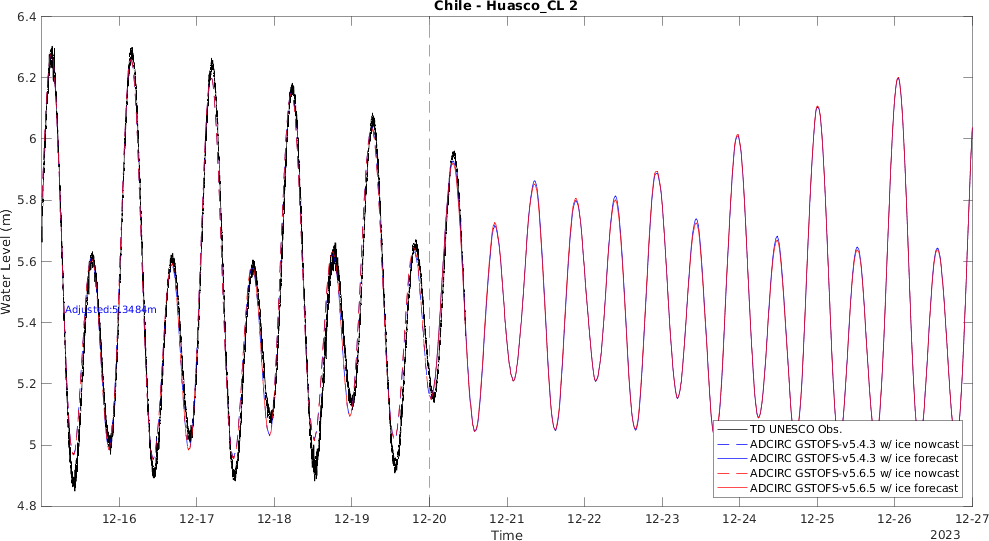 Chile - Huasco_CL 2
6.4
6.2
6
5.8
5.6
5.4
5.2
5
4.8
Water Level (m)
Adjusted:5.3484m
TD UNESCO Obs.
ADCIRC GSTOFS-v5.4.3 w/ ice nowcast
ADCIRC GSTOFS-v5.4.3 w/ ice forecast
ADCIRC GSTOFS-v5.6.5 w/ ice nowcast
ADCIRC GSTOFS-v5.6.5 w/ ice forecast
12-16 12-17 12-18 12-19 12-20 12-21 12-22 12-23 12-24 12-25 12-26 12-27
Time
2023